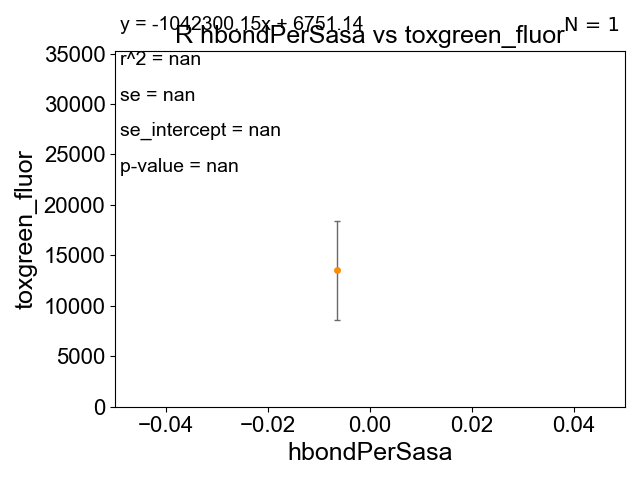 y = -1042300.15x + 6751.14
N = 1
R hbondPerSasa vs toxgreen_fluor
r^2 = nan
se = nan
se_intercept = nan
p-value = nan
35000
30000
25000
20000
15000
10000
5000
0
toxgreen_fluor
−0.04
−0.02
0.00
0.02
0.04
hbondPerSasa